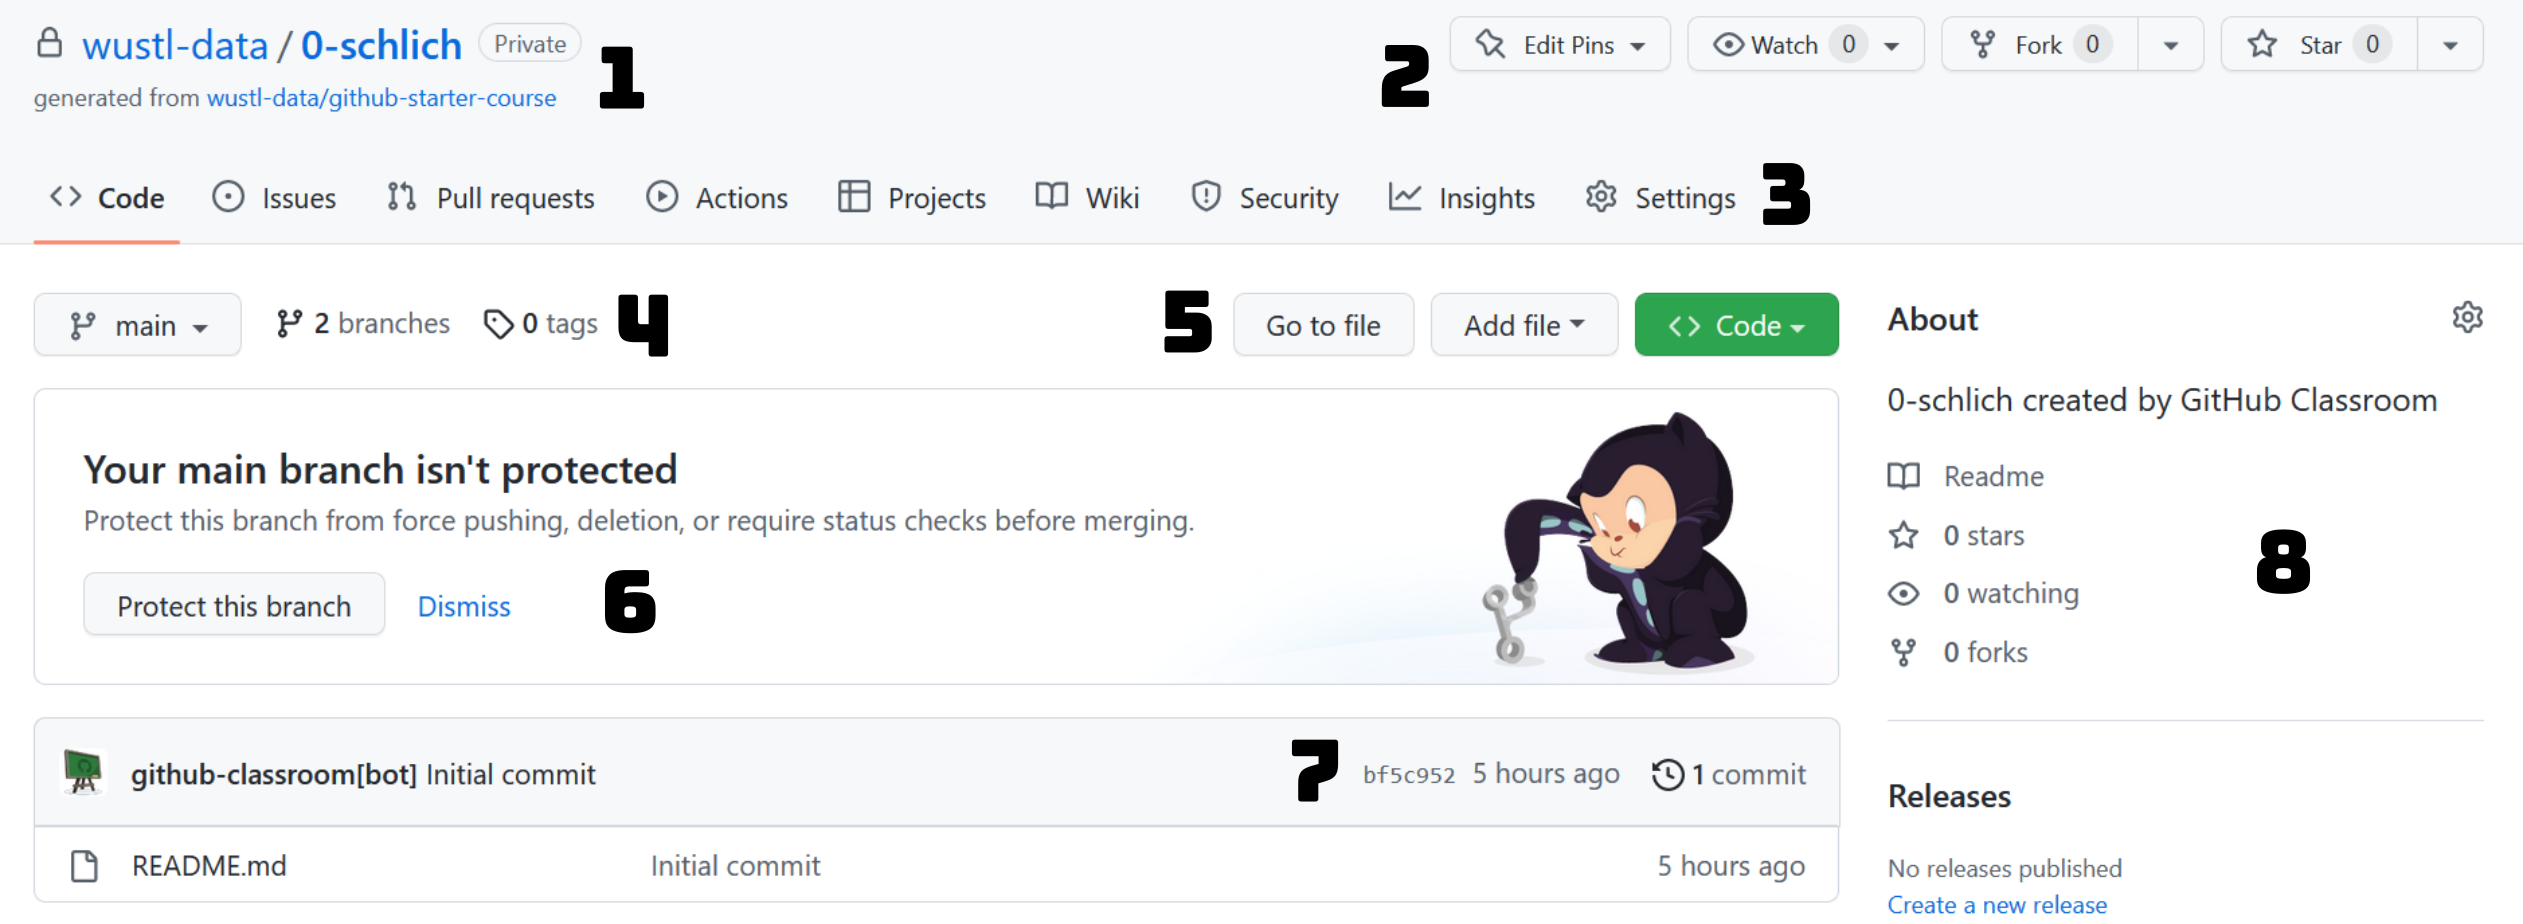 wustl-data / 0-schlich Private
generated from wustl-data/github-starter-course
1
2
Edit Pins Watch 0 Fork 0 Star 0
Code Issues Pull requests Actions Projects Wiki Security Insights Settings 3
main 2 branches 0 tags 4
5 Go to file Add file Code
Your main branch isn't protected
Protect this branch from force pushing, deletion, or require status checks before merging.
Protect this branch Dismiss 6
github-classroom[bot] Initial commit 7 bf5c952 5 hours ago 1 commit
README.md Initial commit 5 hours ago
About
0-schlich created by GitHub Classroom
Readme
0 stars
8
0 watching
0 forks
Releases
No releases published
Create a new release